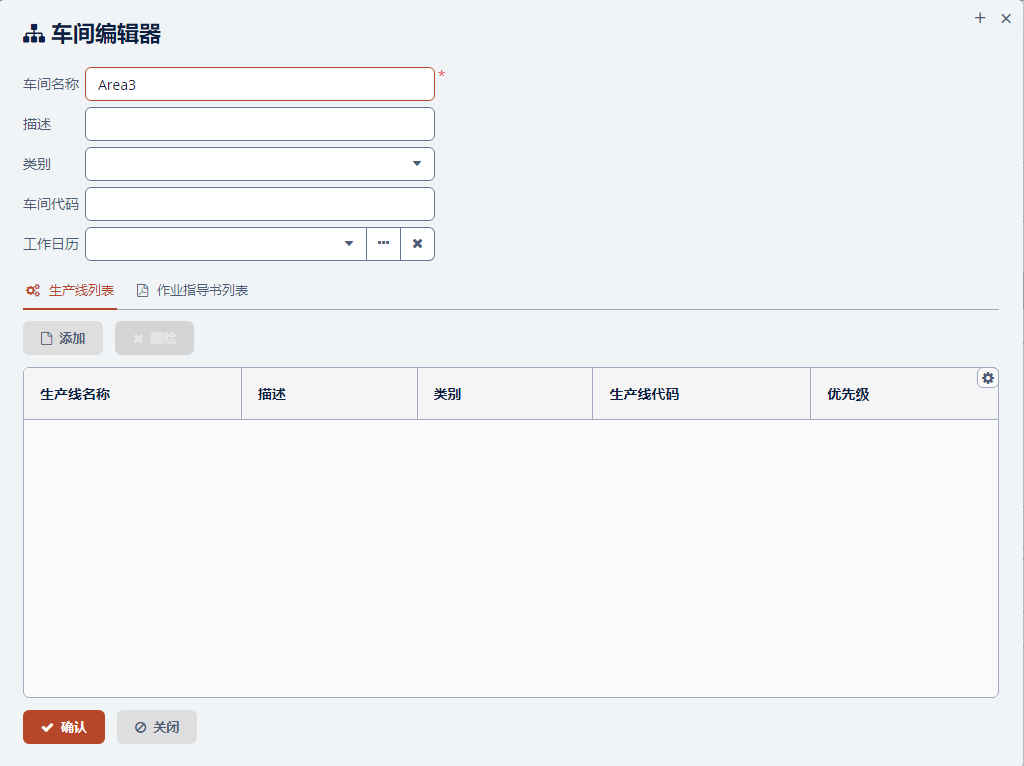 车间编辑器
车间名称 Area3 *
描述
类别
车间代码
工作日历
生产线列表 作业指导书列表
添加 删除
生产线名称 描述 类别 生产线代码 优先级
确认 关闭